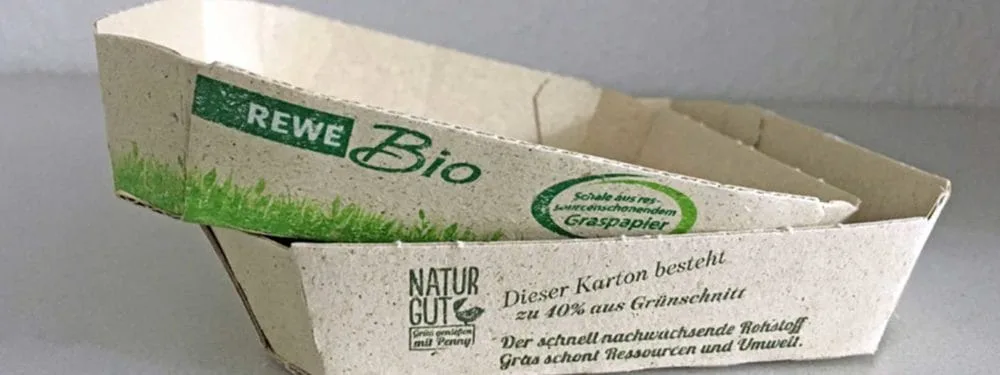 REWE Bio
Schale aus res-
sourcenschonendem
Graspapier
NATUR
GUT
Grün genießen
mit Penny
Dieser Karton besteht
zu 40% aus Grünschnitt
Der schnell nachwachsende Rohstoff
Gras schont Ressourcen und Umwelt.